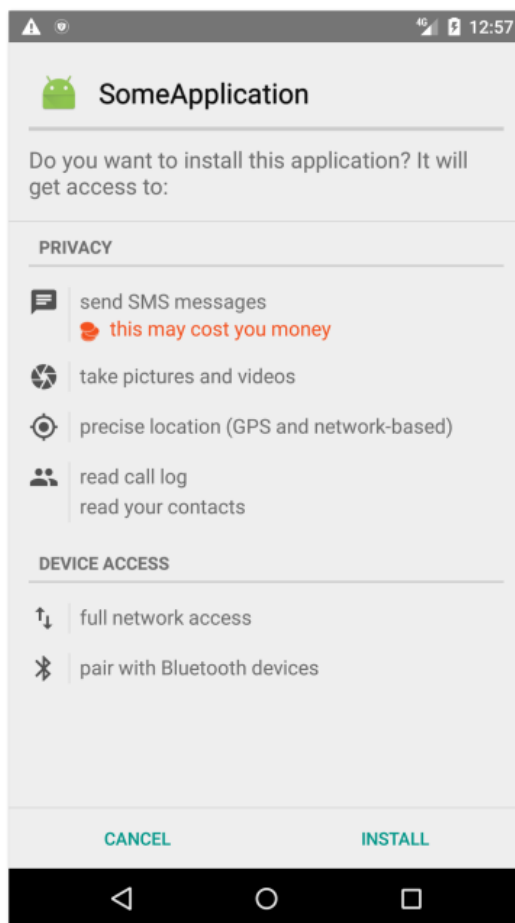 4G 12:57
SomeApplication
Do you want to install this application? It will
get access to:
PRIVACY
send SMS messages
this may cost you money
take pictures and videos
precise location (GPS and network-based)
read call log
read your contacts
DEVICE ACCESS
full network access
pair with Bluetooth devices
CANCEL INSTALL